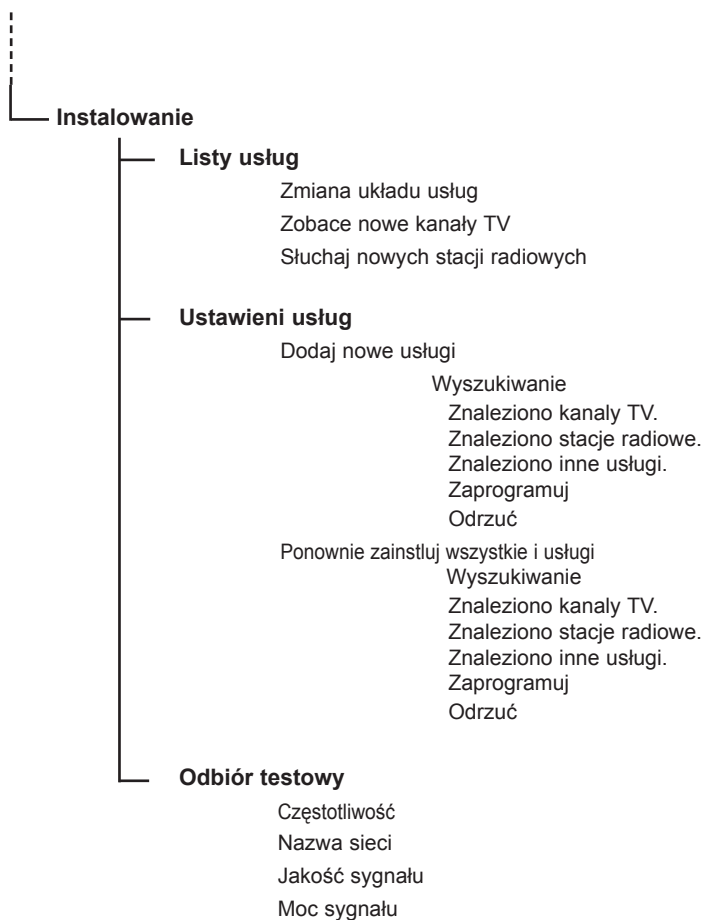 Instalowanie
Listy usług
Zmiana układu usług
Zobace nowe kanały TV
Słuchaj nowych stacji radiowych
Ustawieni usług
Dodaj nowe usługi
Wyszukiwanie
Znaleziono kanaly TV.
Znaleziono stacje radiowe.
Znaleziono inne usługi.
Zaprogramuj
Odrzuć
Ponownie zainstluj wszystkie i usługi
Wyszukiwanie
Znaleziono kanaly TV.
Znaleziono stacje radiowe.
Znaleziono inne usługi.
Zaprogramuj
Odrzuć
Odbiór testowy
Częstotliwość
Nazwa sieci
Jakość sygnału
Moc sygnału